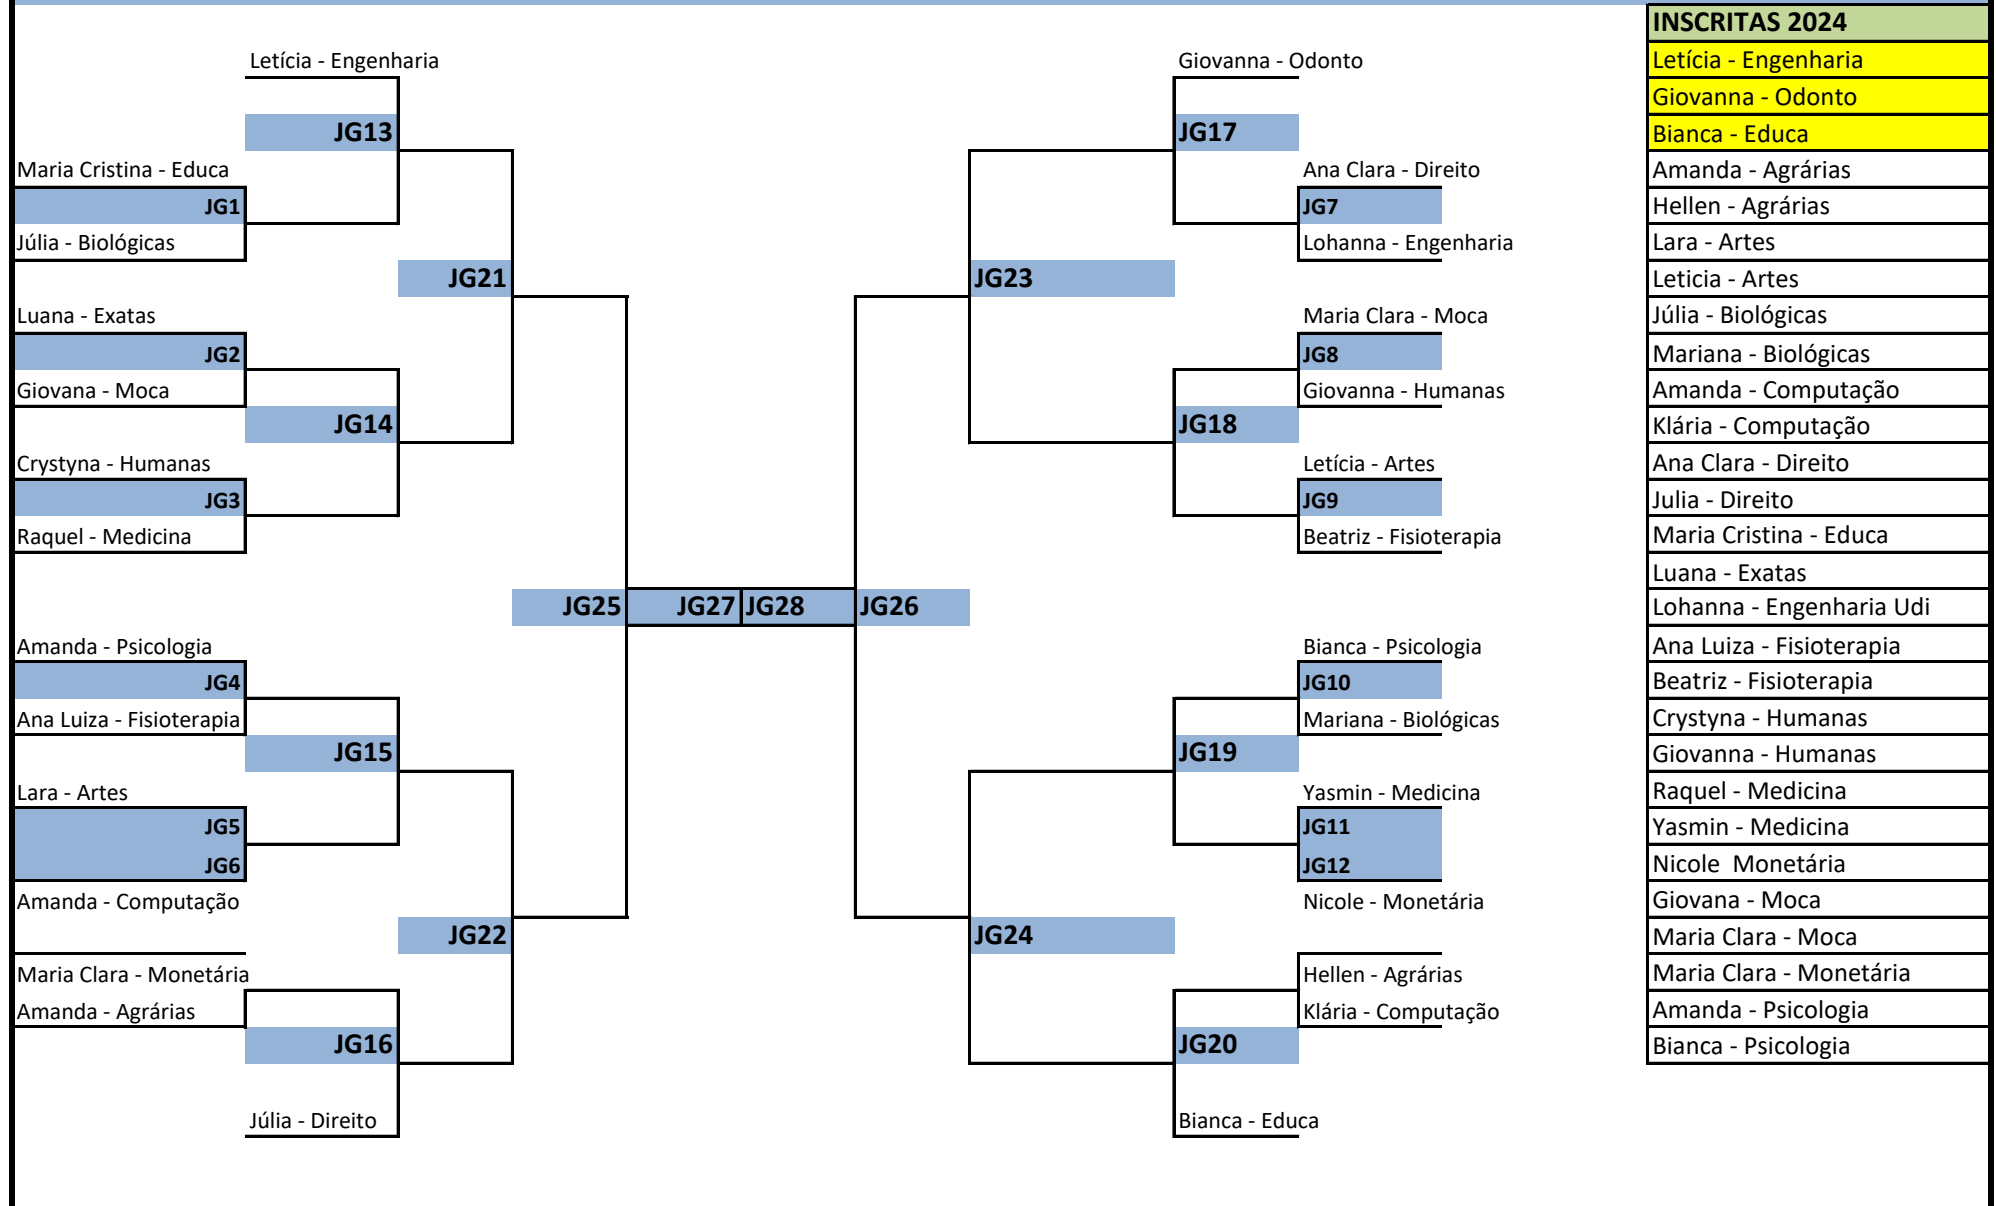 INSCRITAS 2024
Letícia - Engenharia
Giovanna - Odonto
Letícia - Engenharia
Giovanna - Odonto
JG13
JG17
Bianca - Educa
Maria Cristina - Educa
Ana Clara - Direito
Amanda - Agrárias
JG1
JG7
Hellen - Agrárias
Júlia - Biológicas
Lohanna - Engenharia
Lara - Artes
JG21
JG23
Leticia - Artes
Luana - Exatas
Maria Clara - Moca
Júlia - Biológicas
JG2
JG8
Mariana - Biológicas
Giovana - Moca
Giovanna - Humanas
Amanda - Computação
JG14
JG18
Klária - Computação
Crystyna - Humanas
Letícia - Artes
Ana Clara - Direito
JG3
JG9
Julia - Direito
Raquel - Medicina
Beatriz - Fisioterapia
Maria Cristina - Educa
Luana - Exatas
JG25
JG27
JG28
JG26
Lohanna - Engenharia Udi
Amanda - Psicologia
Bianca - Psicologia
Ana Luiza - Fisioterapia
JG4
JG10
Beatriz - Fisioterapia
Ana Luiza - Fisioterapia
Mariana - Biológicas
Crystyna - Humanas
JG15
JG19
Giovanna - Humanas
Lara - Artes
Yasmin - Medicina
Raquel - Medicina
JG5
JG11
Yasmin - Medicina
JG6
JG12
Nicole  Monetária
Amanda - Computação
Nicole - Monetária
Giovana - Moca
JG22
JG24
Maria Clara - Moca
Maria Clara - Monetária
Hellen - Agrárias
Maria Clara - Monetária
Amanda - Agrárias
Klária - Computação
Amanda - Psicologia
JG16
JG20
Bianca - Psicologia
Júlia - Direito
Bianca - Educa